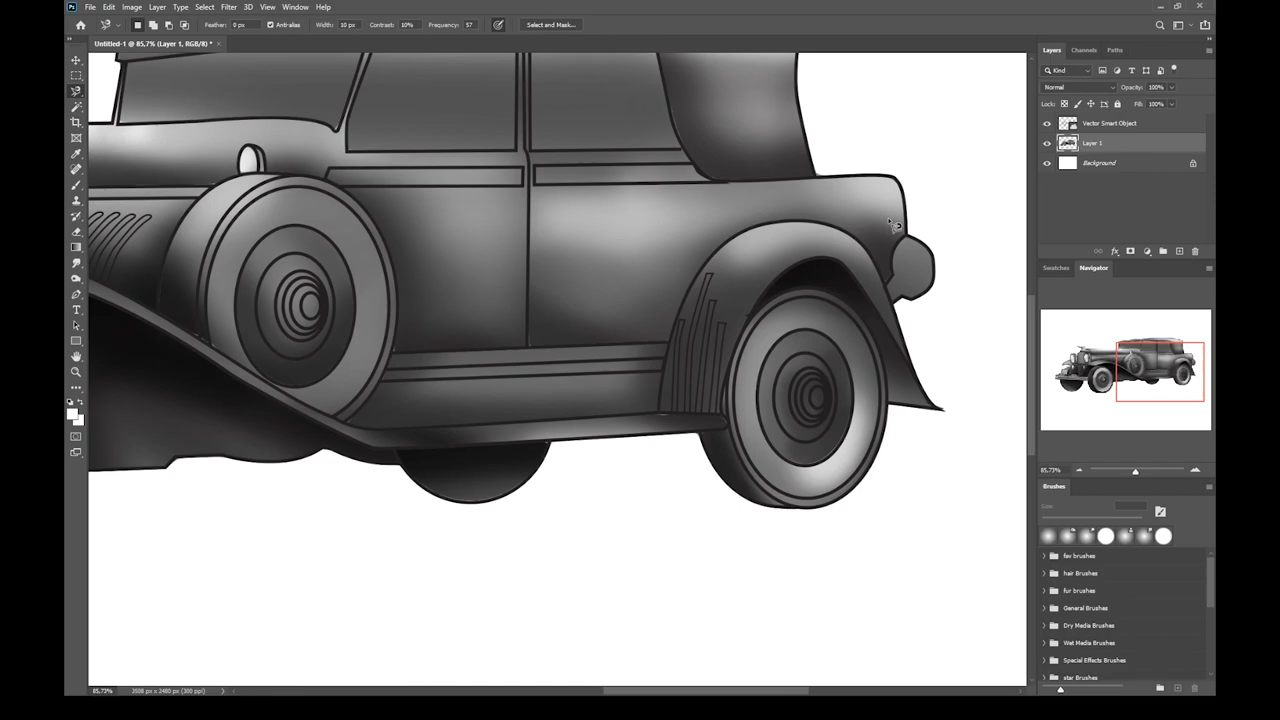 Ps File Edit Image Layer Type Select Filter 3D View Window Help
Feather: 0 px Anti-alias Width: 10 px Contrast: 10% Frequency: 57 Select and Mask...
Untitled-1 @ 85,7% (Layer 1, RGB/8) *
Layers Channels Paths
Kind
Normal Opacity: 100%
Lock: Fill: 100%
Vector Smart Object
Layer 1
Background
Swatches Navigator
85,73%
Brushes
Size:
fav brushes
hair Brushes
fur brushes
General Brushes
Dry Media Brushes
Wet Media Brushes
Special Effects Brushes
star Brushes
85,73% 3508 px x 2480 px (300 ppi)